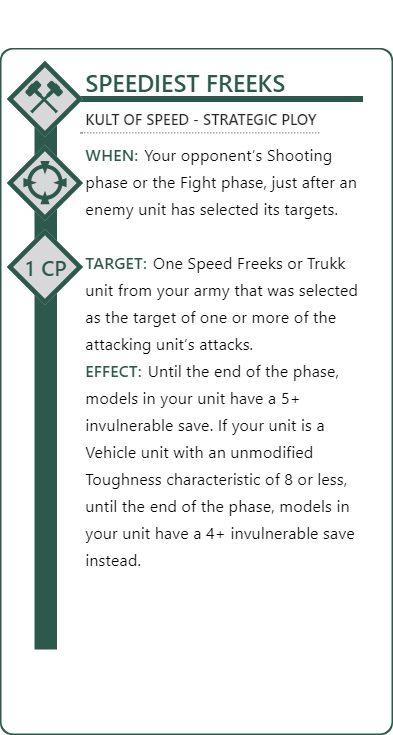 SPEEDIEST FREEKS
KULT OF SPEED - STRATEGIC PLOY
WHEN: Your opponent’s Shooting
phase or the Fight phase, just after an
enemy unit has selected its targets.
1 CP
TARGET: One Speed Freeks or Trukk
unit from your army that was selected
as the target of one or more of the
attacking unit’s attacks.
EFFECT: Until the end of the phase,
models in your unit have a 5+
invulnerable save. If your unit is a
Vehicle unit with an unmodified
Toughness characteristic of 8 or less,
until the end of the phase, models in
your unit have a 4+ invulnerable save
instead.